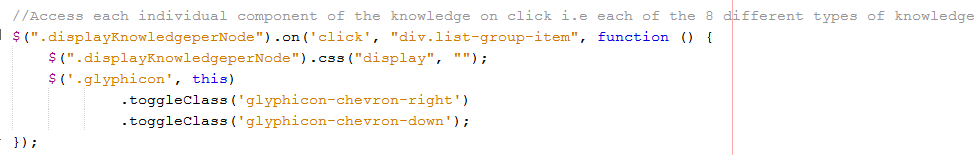 //Access each individual component of the knowledge on click i.e each of the 8 different types of knowledge
$(".displayKnowledgeperNode").on('click', "div.list-group-item", function () {
$(".displayKnowledgeperNode").css("display", "");
$('.glyphicon', this)
.toggleClass('glyphicon-chevron-right')
.toggleClass('glyphicon-chevron-down');
});